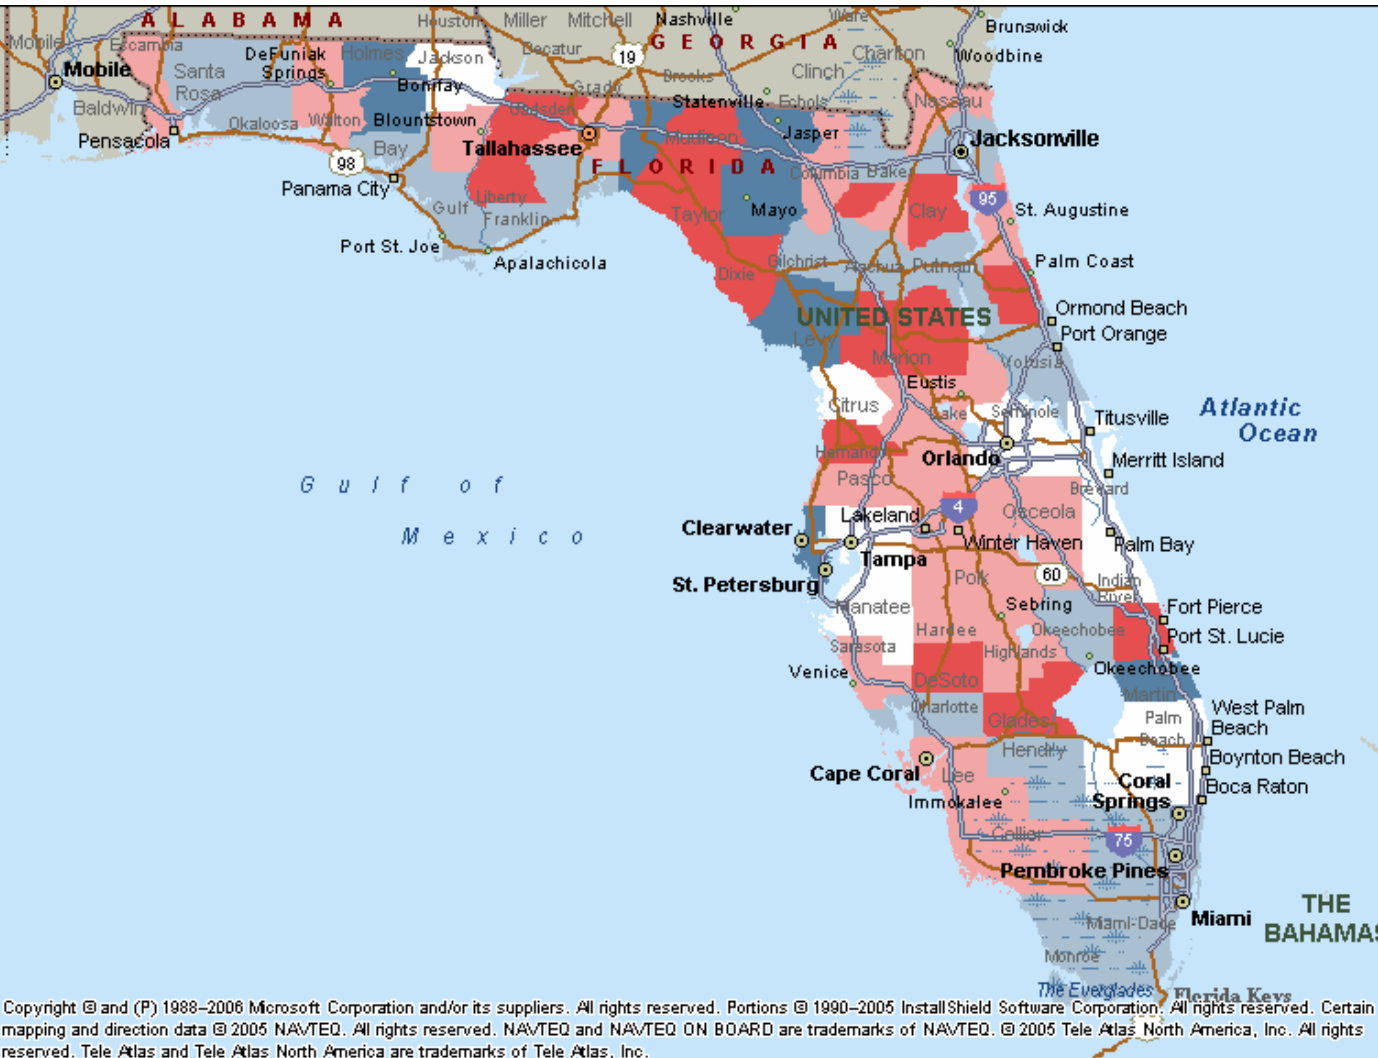 A L A B A M A
Houston
Miller
Mitchell
Nashville
Ware
Brunswick
Mobile
Escambia
DeFuniak
Springs
Holmes
Jackson
Decatur
19
G E O R G I A
Charlton
Woodbine
Mobile
Santa
Rosa
Bonifay
Grady
Brooks
Clinch
Baldwin
Okaloosa
Walton
Blountstown
Gadsden
Statenville
Echols
Nassau
Pensacola
Bay
Tallahassee
Madison
Jasper
Jacksonville
98
F L O R I D A
Columbia
Baker
Panama City
Liberty
Gulf
Franklin
Taylor
Mayo
Clay
95
St. Augustine
Port St. Joe
Apalachicola
Dixie
Gilchrist
Alachua
Putnam
Palm Coast
UNITED STATES
Ormond Beach
Levy
Port Orange
Marion
Volusia
Eustis
Citrus
Lake
Seminole
Titusville
Atlantic
Ocean
Hernando
Orlando
Merritt Island
Pasco
Brevard
G u l f o f
M e x i c o
Clearwater
Lakeland
4
Osceola
Tampa
Winter Haven
Palm Bay
St. Petersburg
Polk
60
Indian
River
Manatee
Sebring
Fort Pierce
Hardee
Okeechobee
Port St. Lucie
Sarasota
Highlands
Venice
DeSoto
Okeechobee
Martin
Charlotte
Glades
Palm
Beach
West Palm
Beach
Hendry
Boynton Beach
Cape Coral
Lee
Coral
Springs
Boca Raton
Immokalee
Collier
75
Pembroke Pines
THE
BAHAMAS
Miami-Dade
Miami
Monroe
The Everglades
Florida Keys
Copyright © and (P) 1988–2006 Microsoft Corporation and/or its suppliers. All rights reserved. Portions © 1990–2005 InstallShield Software Corporation. All rights reserved. Certain
mapping and direction data © 2005 NAVTEQ. All rights reserved. NAVTEQ and NAVTEQ ON BOARD are trademarks of NAVTEQ. © 2005 Tele Atlas North America, Inc. All rights
reserved. Tele Atlas and Tele Atlas North America are trademarks of Tele Atlas, Inc.